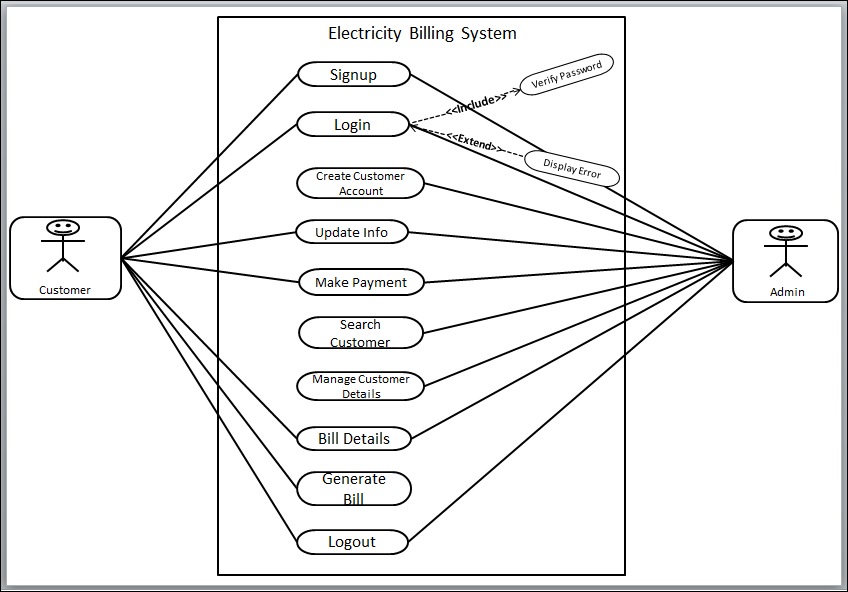 Electricity Billing System
Signup
Verify Password
<<Include>>
Login
<<Extend>>
Display Error
Create Customer
Account
Update Info
Customer
Admin
Make Payment
Search
Customer
Manage Customer
Details
Bill Details
Generate
Bill
Logout